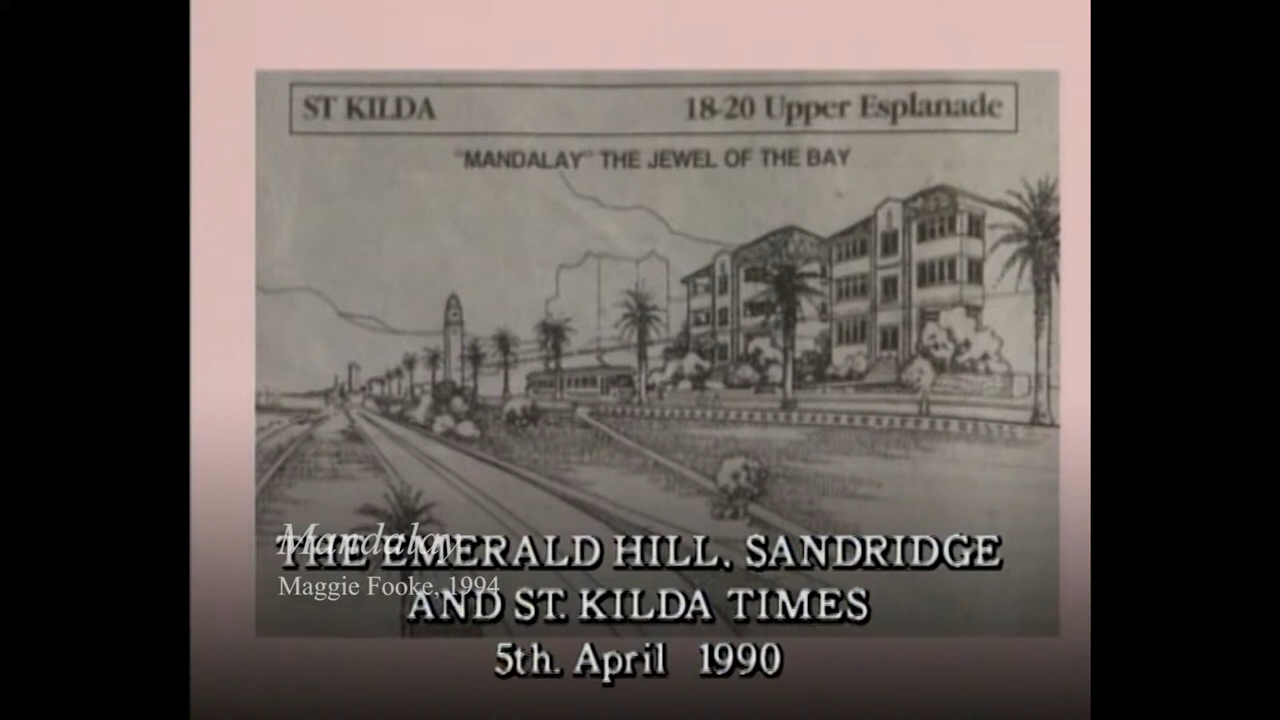 ST KILDA 18-20 Upper Esplanade
"MANDALAY" THE JEWEL OF THE BAY
Mandalay
THE EMERALD HILL. SANDRIDGE
Maggie Fooke, 1994
AND ST. KILDA TIMES
5th. April 1990